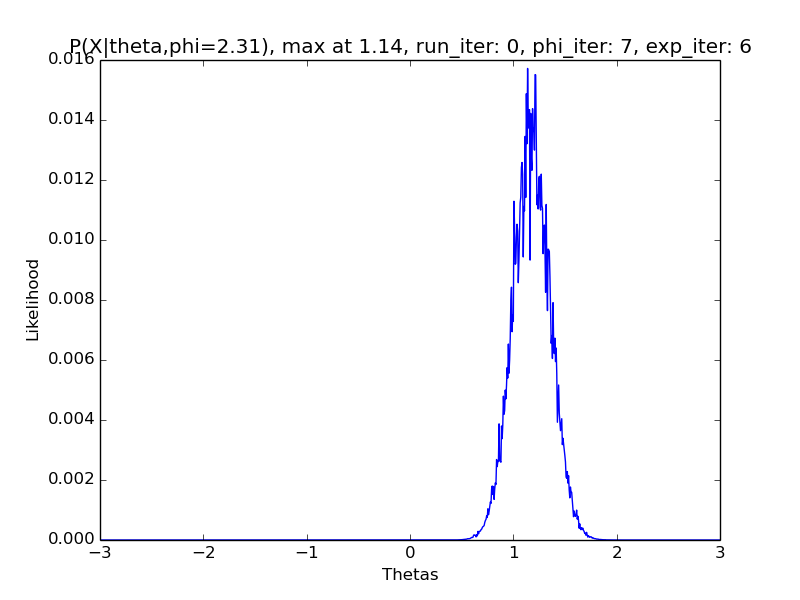 P(X|theta,phi=2.31), max at 1.14, run_iter: 0, phi_iter: 7, exp_iter: 6
0.016
0.014
0.012
0.010
0.008
0.006
0.004
0.002
0.000
Likelihood
−3 −2 −1 0 1 2 3
Thetas